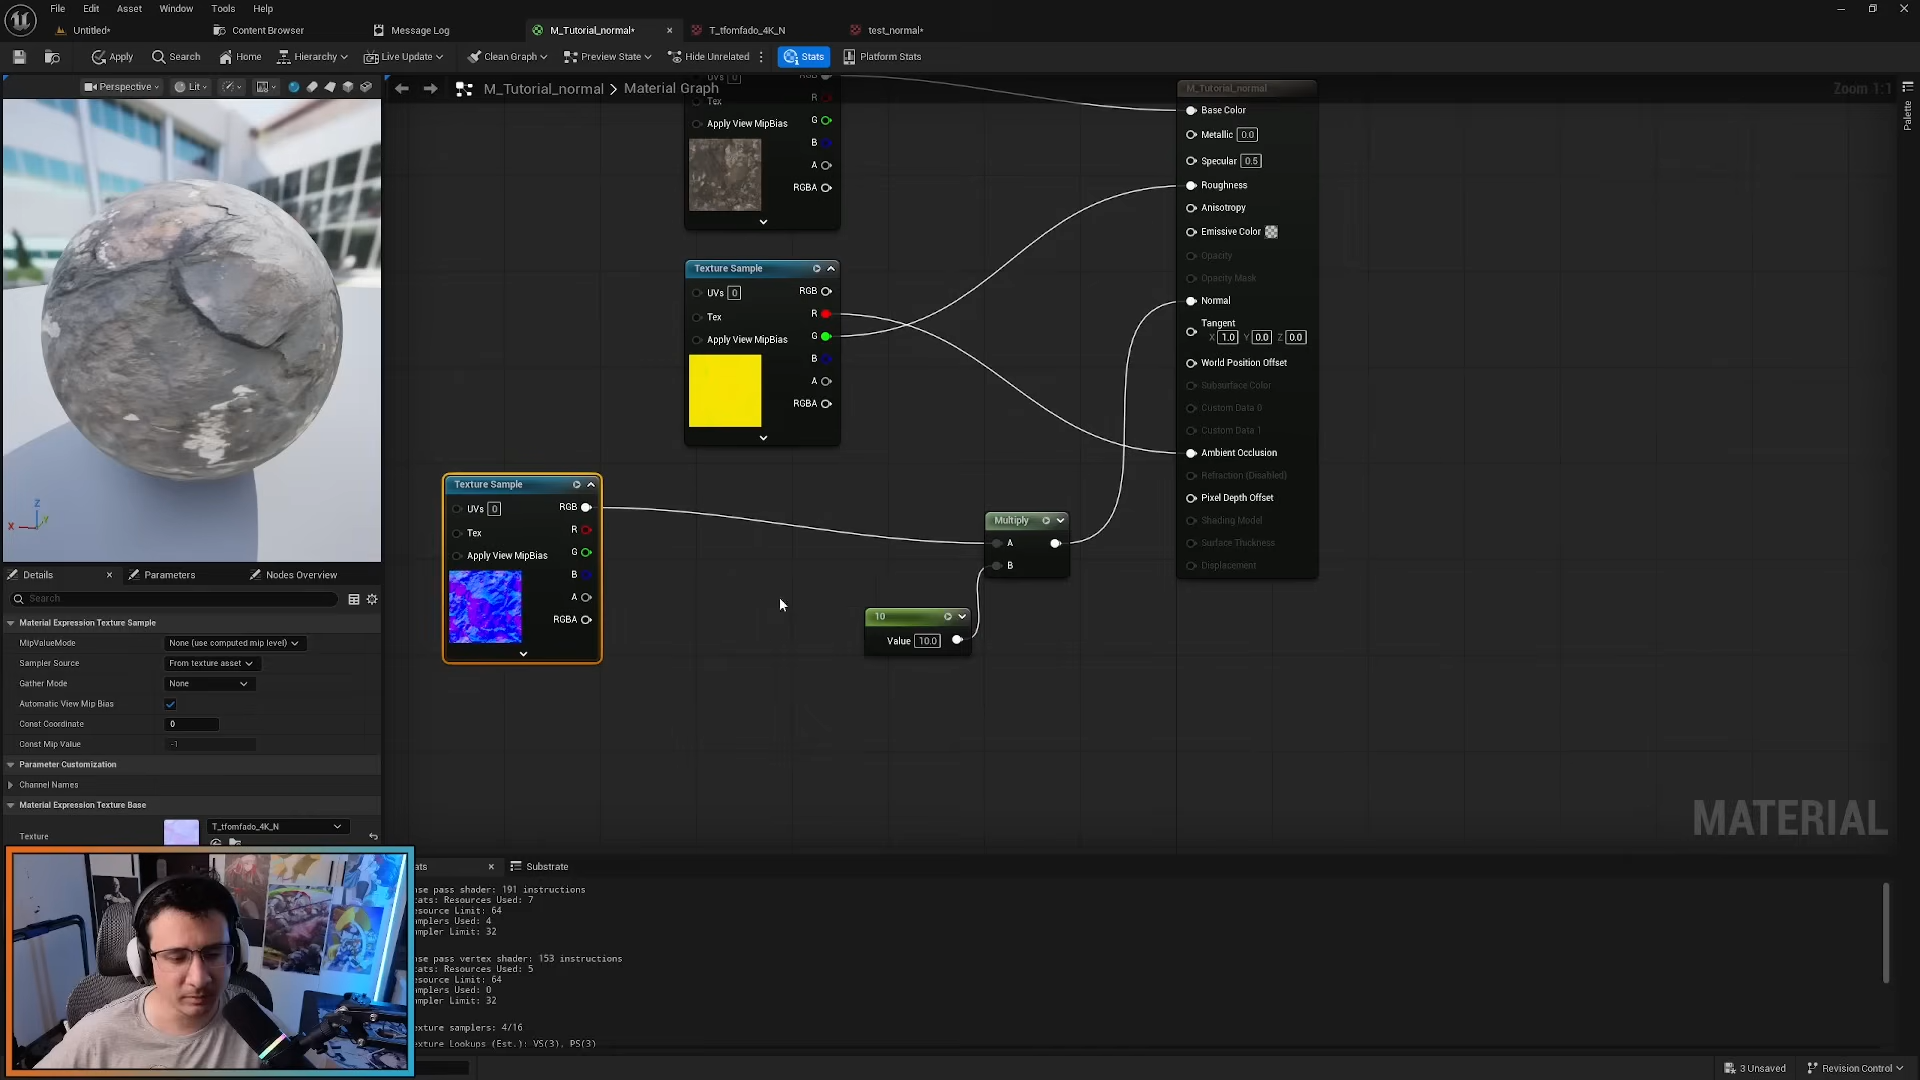 File Edit Asset Window Tools Help
Untitled* Content Browser Message Log M_Tutorial_normal* T_tfomfado_4K_N test_normal*
Apply Search Home Hierarchy Live Update Clean Graph Preview State Hide Unrelated Stats Platform Stats
Perspective Lit
M_Tutorial_normal > Material Graph
Zoom 1:1
Palette
UVs 0 RGB
Tex R
Apply View MipBias G
B
A
RGBA
Texture Sample
UVs 0 RGB
Tex R
Apply View MipBias G
B
A
RGBA
Texture Sample
UVs 0 RGB
Tex R
Apply View MipBias G
B
A
RGBA
Multiply
A
B
10
Value 10.0
M_Tutorial_normal
Base Color
Metallic 0.0
Specular 0.5
Roughness
Anisotropy
Emissive Color
Opacity
Opacity Mask
Normal
Tangent
X 1.0 Y 0.0 Z 0.0
World Position Offset
Subsurface Color
Custom Data 0
Custom Data 1
Ambient Occlusion
Refraction (Disabled)
Pixel Depth Offset
Shading Model
Surface Thickness
Displacement
MATERIAL
Z
X Y
Details Parameters Nodes Overview
Search
Material Expression Texture Sample
MipValueMode None (use computed mip level)
Sampler Source From texture asset
Gather Mode None
Automatic View Mip Bias
Const Coordinate 0
Const Mip Value -1
Parameter Customization
Channel Names
Material Expression Texture Base
Texture T_tfomfado_4K_N
ats Substrate
ase pass shader: 191 instructions
tats: Resources Used: 7
esource Limit: 64
amplers Used: 4
ampler Limit: 32
ase pass vertex shader: 153 instructions
tats: Resources Used: 5
esource Limit: 64
amplers Used: 0
ampler Limit: 32
exture samplers: 4/16
exture Lookups (Est.): VS(3), PS(3)
3 Unsaved Revision Control